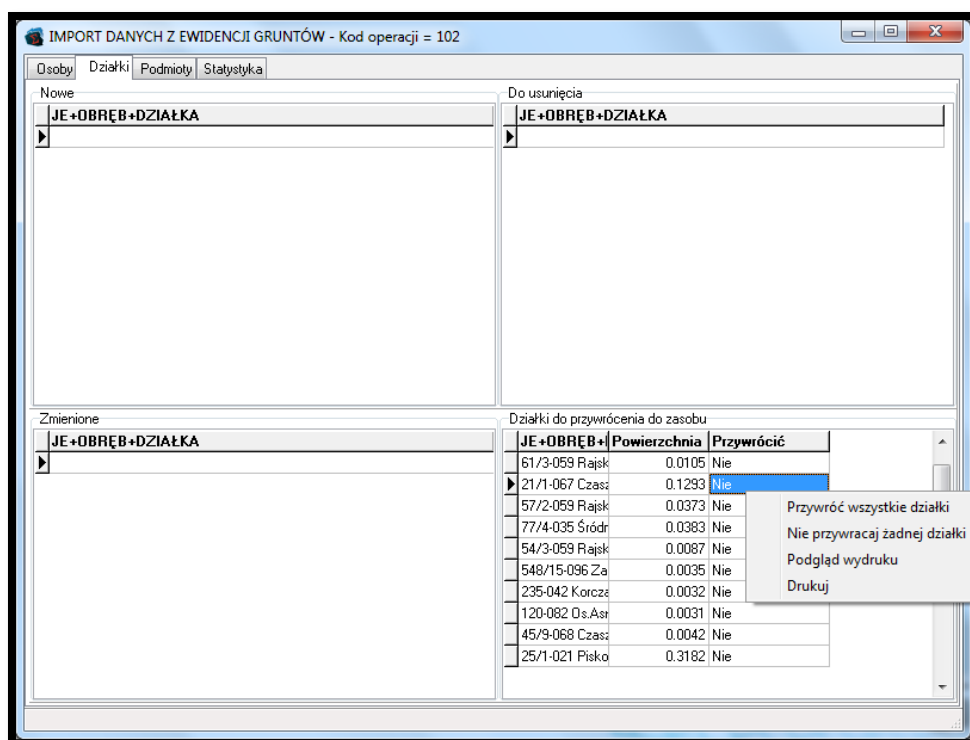 IMPORT DANYCH Z EWIDENCJI GRUNTÓW - Kod operacji = 102
Osoby Działki Podmioty Statystyka
Nowe
JE+OBRĘB+DZIAŁKA
Do usunięcia
JE+OBRĘB+DZIAŁKA
Zmienione
JE+OBRĘB+DZIAŁKA
Działki do przywrócenia do zasobu
JE+OBRĘB+ Powierzchnia Przywrócić
61/3-059 Rajsk 0.0105 Nie
21/1-067 Czasz 0.1293 Nie
57/2-059 Rajsk 0.0373 Nie
77/4-035 Śródr 0.0383 Nie
54/3-059 Rajsk 0.0087 Nie
548/15-096 Za 0.0035 Nie
235-042 Korcza 0.0032 Nie
120-082 Os.Asr 0.0031 Nie
45/9-068 Czasz 0.0042 Nie
25/1-021 Pisko 0.3182 Nie
Przywróć wszystkie działki
Nie przywracaj żadnej działki
Podgląd wydruku
Drukuj